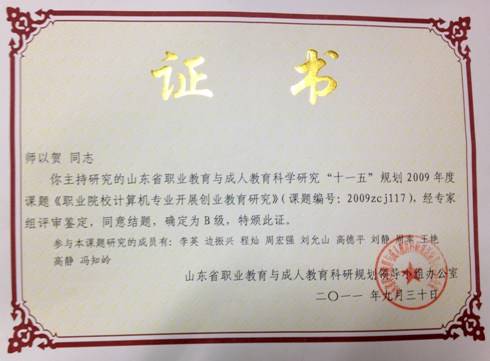 证书
师以贺 同志
你主持研究的山东省职业教育与成人教育科学研究“十一五”规划2009年度
课题《职业院校计算机专业开展创业教育研究》(课题编号：2009zcj117)，经专家
组评审鉴定，同意结题，确定为B级，特颁此证。
参与本课题研究的成员有：李英 边振兴 程灿 周宏强 刘允山 高德平 刘静 王艳
高静 冯知岭
山东省职业教育与成人教育科研规划领导小组办公室
二〇一一年九月三十日